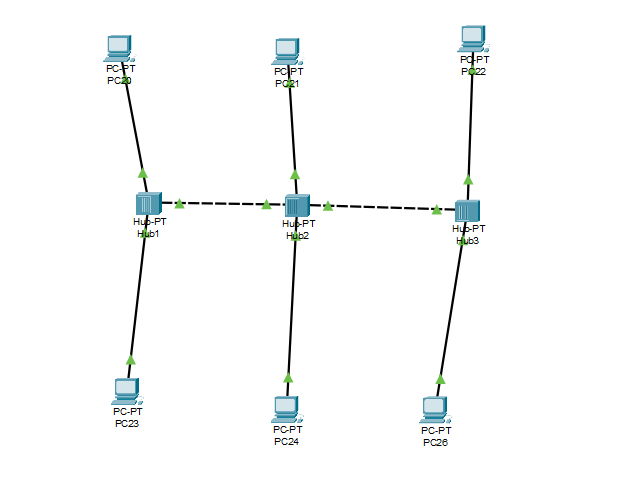 PC-PT
PC20
PC-PT
PC21
PC-PT
PC22
Hub-PT
Hub1
Hub-PT
Hub2
Hub-PT
Hub3
PC-PT
PC23
PC-PT
PC24
PC-PT
PC26